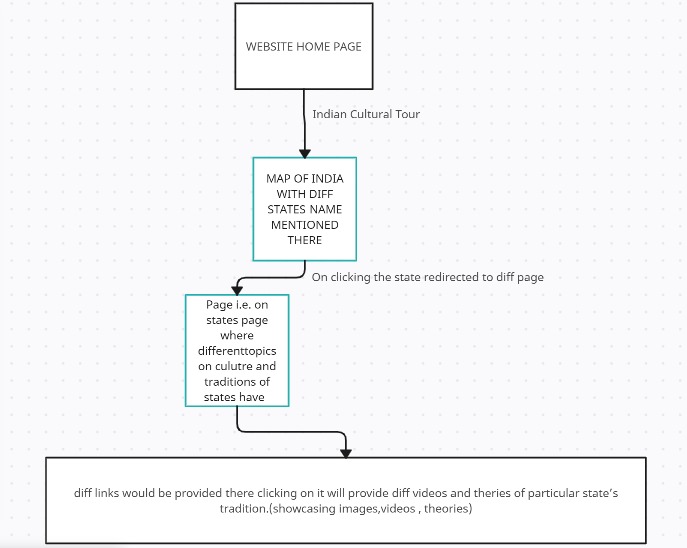 WEBSITE HOME PAGE
Indian Cultural Tour
MAP OF INDIA
WITH DIFF
STATES NAME
MENTIONED
THERE
On clicking the state redirected to diff page
Page i.e. on
states page
where
differenttopics
on culutre and
traditions of
states have
diff links would be provided there clicking on it will provide diff videos and theries of particular state's
tradition.(showcasing images,videos , theories)